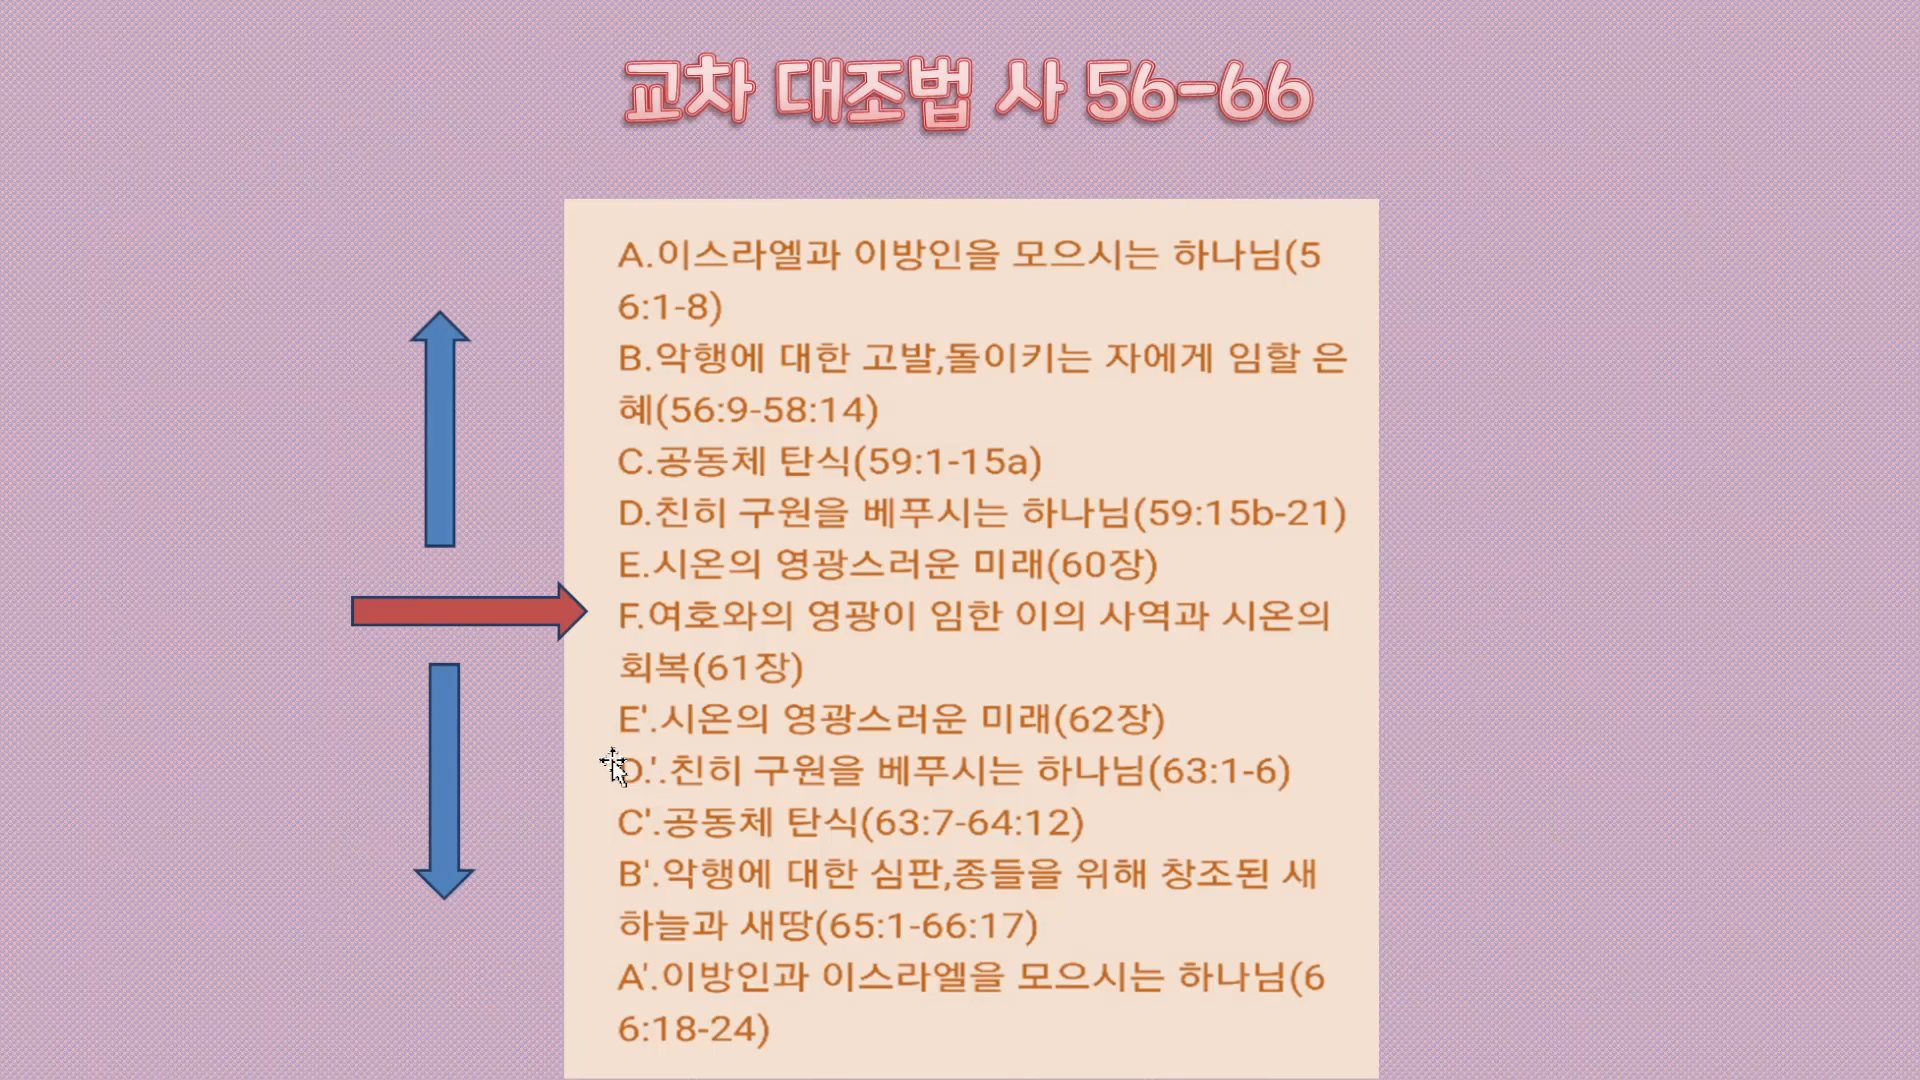 교차 대조법 사 56-66
A.이스라엘과 이방인을 모으시는 하나님(5
6:1-8)
B.악행에 대한 고발,돌이키는 자에게 임할 은
혜(56:9-58:14)
C.공동체 탄식(59:1-15a)
D.친히 구원을 베푸시는 하나님(59:15b-21)
E.시온의 영광스러운 미래(60장)
F.여호와의 영광이 임한 이의 사역과 시온의
회복(61장)
E'.시온의 영광스러운 미래(62장)
D.'.친히 구원을 베푸시는 하나님(63:1-6)
C'.공동체 탄식(63:7-64:12)
B'.악행에 대한 심판,종들을 위해 창조된 새
하늘과 새땅(65:1-66:17)
A'.이방인과 이스라엘을 모으시는 하나님(6
6:18-24)